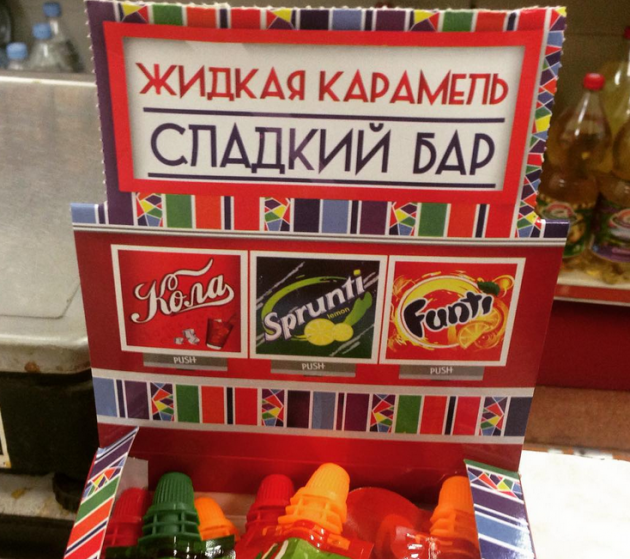 ЖИДКАЯ КАРАМЕЛЬ
СЛАДКИЙ БАР
Кола
Sprunti
lemon
Funti
PUSH
PUSH
PUSH